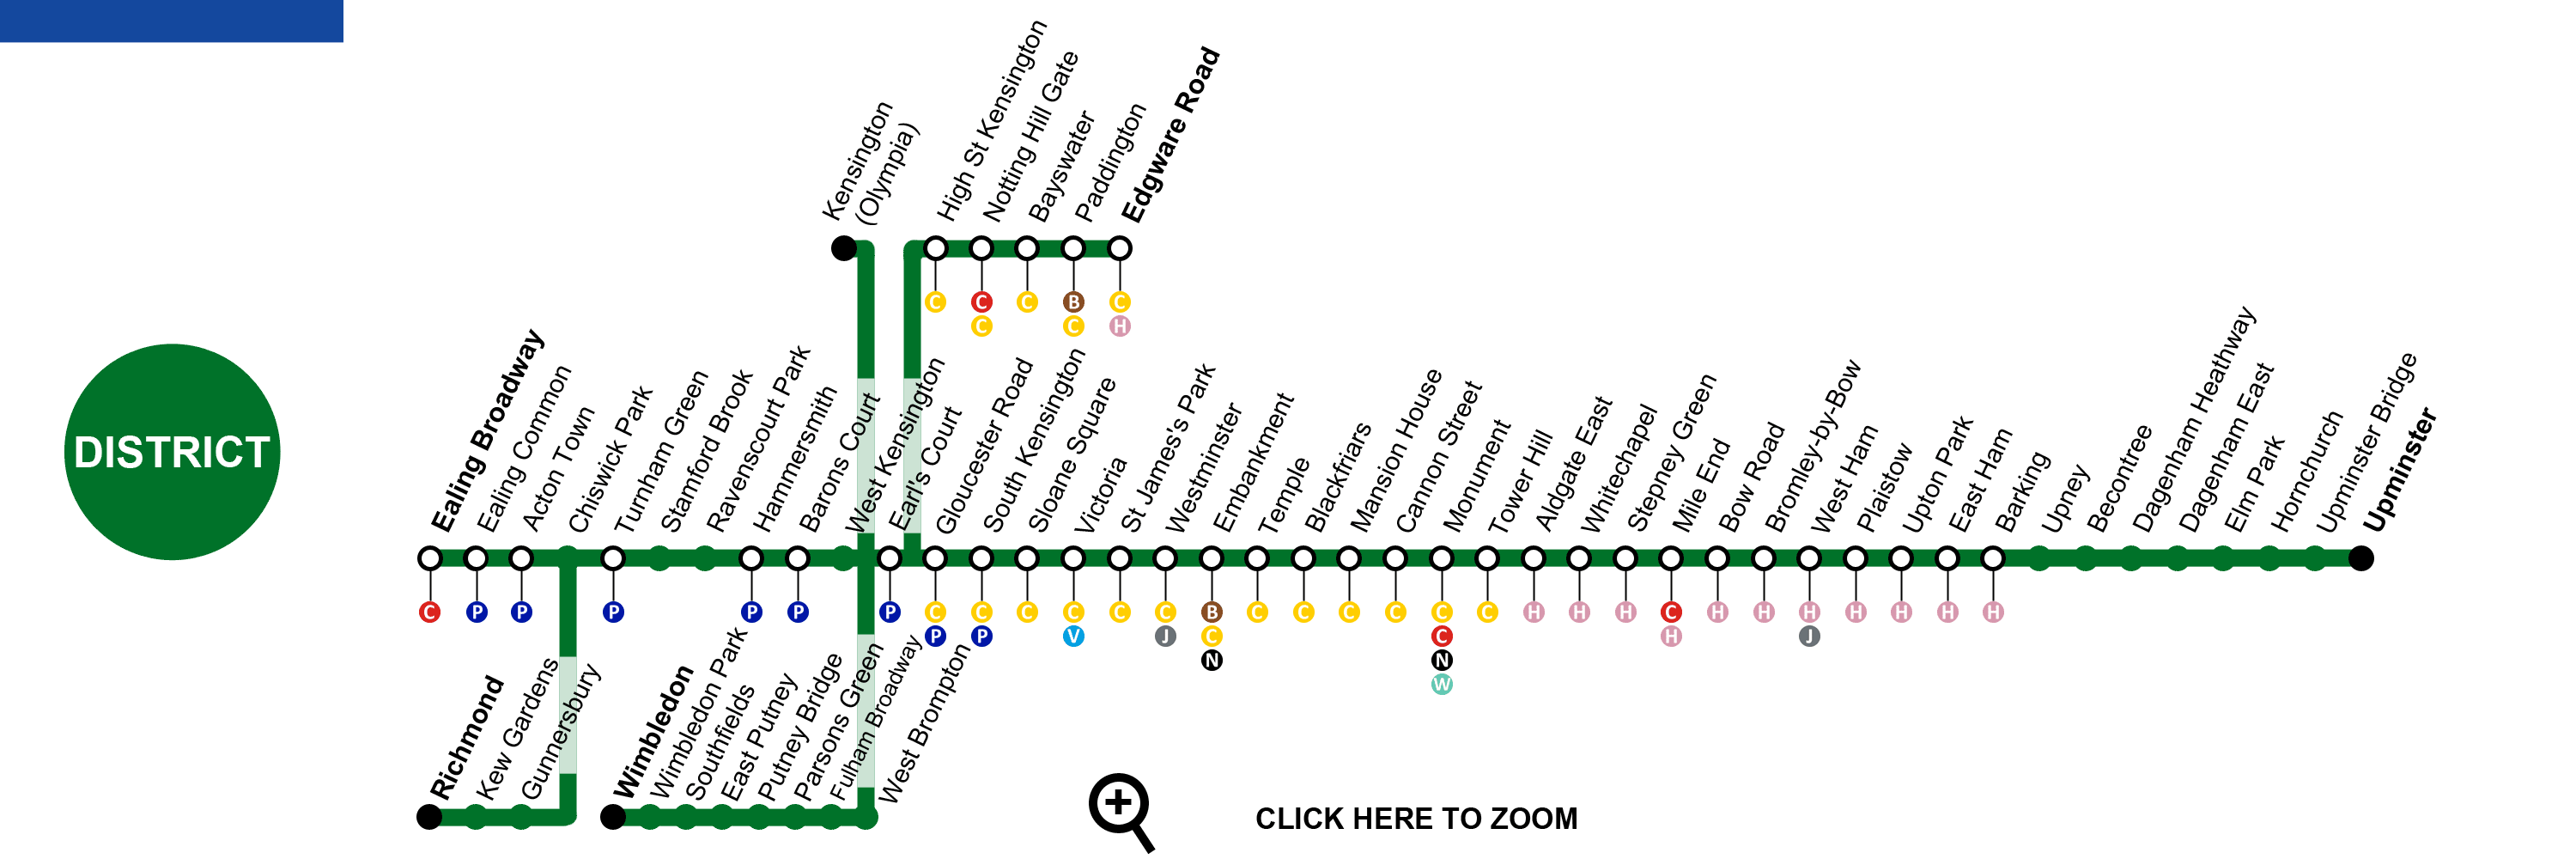 Kensington
(Olympia)
High St Kensington
Notting Hill Gate
Bayswater
Paddington
Edgware Road
C
C
C
B
C
C
C
H
DISTRICT
Ealing Broadway
Ealing Common
Acton Town
Chiswick Park
Turnham Green
Stamford Brook
Ravenscourt Park
Hammersmith
Barons Court
West Kensington
Earl's Court
Gloucester Road
South Kensington
Sloane Square
Victoria
St James's Park
Westminster
Embankment
Temple
Blackfriars
Mansion House
Cannon Street
Monument
Tower Hill
Aldgate East
Whitechapel
Stepney Green
Mile End
Bow Road
Bromley-by-Bow
West Ham
Plaistow
Upton Park
East Ham
Barking
Upney
Becontree
Dagenham Heathway
Dagenham East
Elm Park
Hornchurch
Upminster Bridge
Upminster
C P P P P P P C C C C C C B C C C C C C H H H C H H H H H H H
P P V J C C H J
N N
W
Richmond
Kew Gardens
Gunnersbury
Wimbledon
Wimbledon Park
Southfields
East Putney
Putney Bridge
Parsons Green
Fulham Broadway
West Brompton
CLICK HERE TO ZOOM